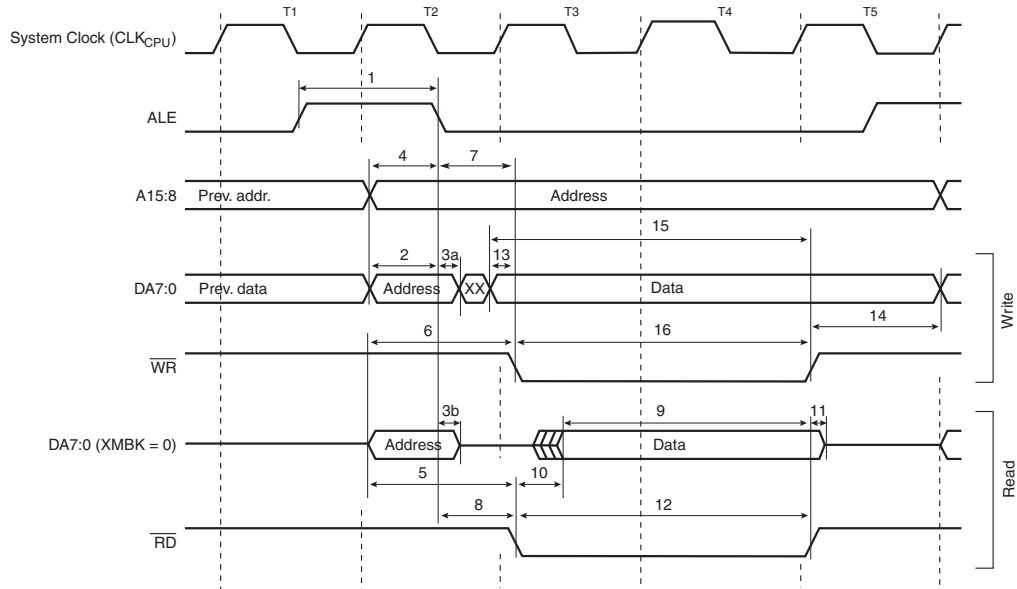 T1 T2 T3 T4 T5
System Clock (CLKCPU)
1
ALE
4 7
A15:8 Prev. addr. Address
15
2 3a 13
DA7:0 Prev. data Address XX Data
14
6 16
WR
Write
3b 9 11
DA7:0 (XMBK = 0) Address Data
5 10
8 12
RD
Read